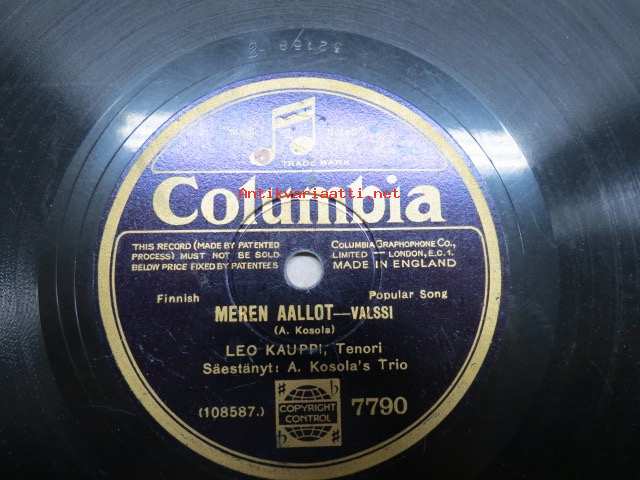 TRADE MARK
Columbia
Antikvariaatti.net
THIS RECORD (MADE BY PATENTED
PROCESS) MUST NOT BE SOLD
BELOW PRICE FIXED BY PATENTEES
COLUMBIA GRAPHOPHONE CO.,
LIMITED — LONDON, E.C.1.
MADE IN ENGLAND
Finnish
Popular Song
MEREN AALLOT—VALSSI
(A. Kosola)
LEO KAUPPI, Tenori
Säestänyt: A. Kosola's Trio
(108587.)
COPYRIGHT
CONTROL
7790